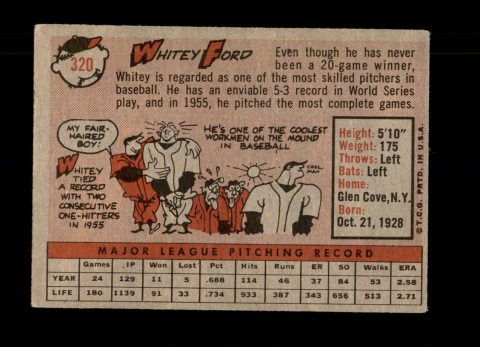 320
WHITEY FORD
Even though he has never
been a 20-game winner,
Whitey is regarded as one of the most skilled pitchers in
baseball. He has an enviable 5-3 record in World Series
play, and in 1955, he pitched the most complete games.
MY FAIR-
HAIRED
BOY!
WHITEY
TIED
A RECORD
WITH TWO
CONSECUTIVE
ONE-HITTERS
IN 1955
HE'S ONE OF THE COOLEST
WORKMEN ON THE MOUND
IN BASEBALL
COOL,
MAN
Height: 5'10"
Weight: 175
Throws: Left
Bats: Left
Home:
Glen Cove, N.Y.
Born:
Oct. 21, 1928
© T.C.G. PRTD. IN U.S.A.
MAJOR LEAGUE PITCHING RECORD
Games IP Won Lost Pct Hits Runs ER SO Walks ERA
YEAR 24 129 11 5 .688 114 46 37 84 53 2.58
LIFE 180 1139 91 33 .734 933 387 343 656 513 2.71